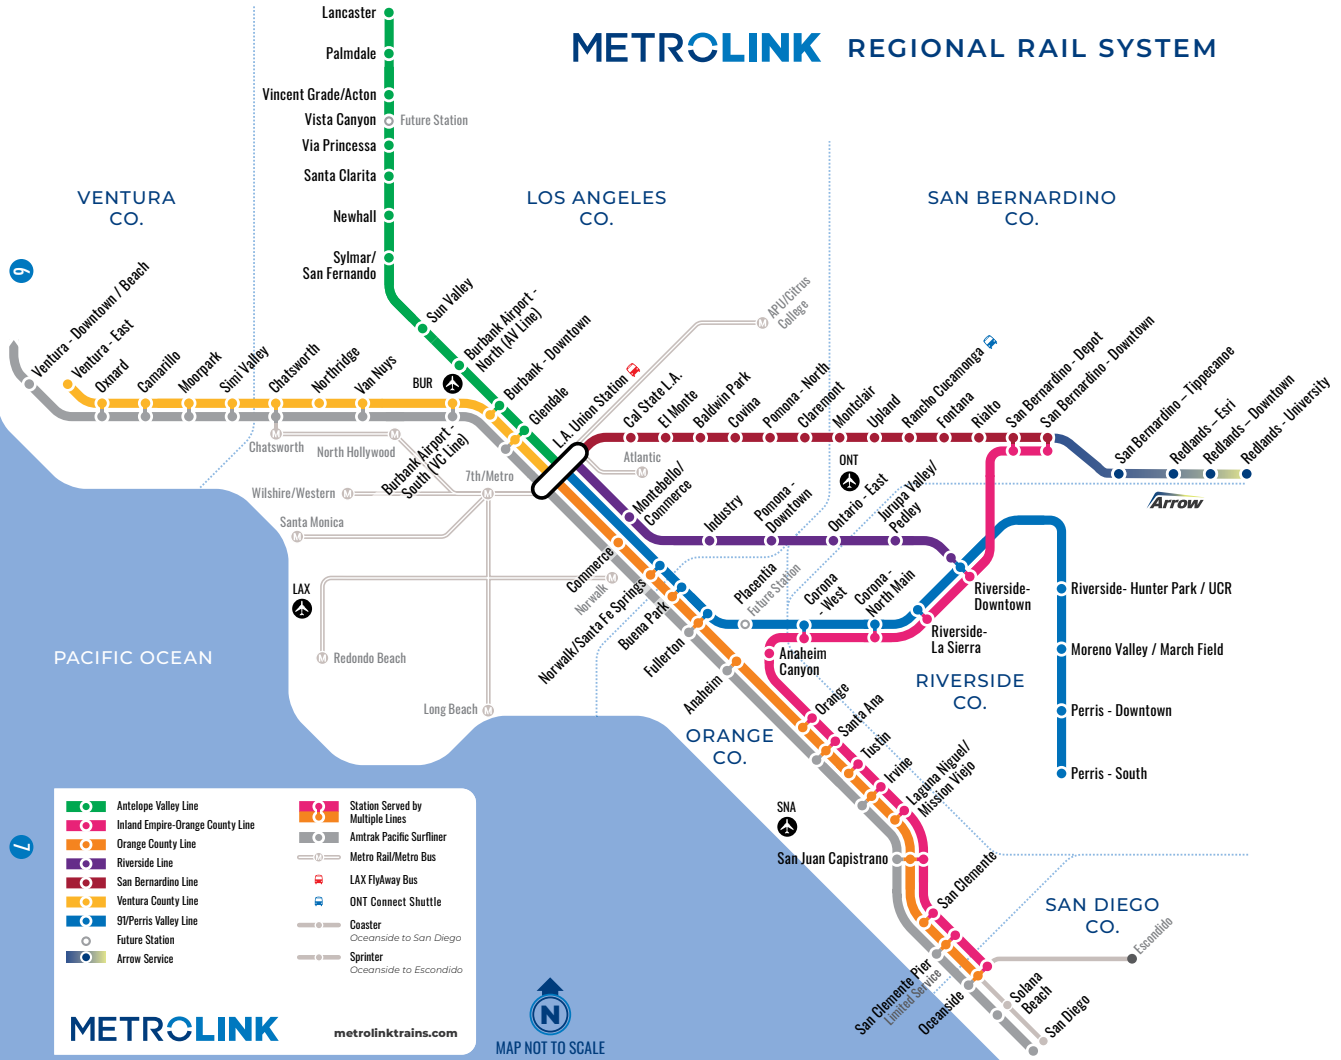 METROLINK REGIONAL RAIL SYSTEM
Lancaster
Palmdale
Vincent Grade/Acton
Vista Canyon
Future Station
Via Princessa
Santa Clarita
Newhall
Sylmar/
San Fernando
VENTURA
CO.
LOS ANGELES
CO.
SAN BERNARDINO
CO.
6
Ventura - Downtown / Beach
Ventura - East
Oxnard
Camarillo
Moorpark
Simi Valley
Chatsworth
Northridge
Van Nuys
BUR
Sun Valley
Burbank Airport -
North (AV Line)
Burbank - Downtown
Glendale
L.A. Union Station
Burbank Airport -
South (VC Line)
APU/Citrus
College
M
Cal State L.A.
El Monte
Baldwin Park
Covina
Pomona - North
Claremont
Montclair
Upland
Rancho Cucamonga
Fontana
Rialto
San Bernardino - Depot
San Bernardino - Downtown
San Bernardino – Tippecanoe
Redlands – Esri
Redlands – Downtown
Redlands - University
Arrow
M
Chatsworth
M
North Hollywood
7th/Metro
M
Wilshire/Western M
Santa Monica
M
Atlantic
M
ONT
Montebello/
Commerce
Industry
Pomona -
Downtown
Ontario - East
Jurupa Valley/
Pedley
LAX
Commerce
Norwalk M
Norwalk/Santa Fe Springs
Buena Park
Fullerton
Anaheim
Placentia
Future Station
Corona
- West
Corona -
North Main
Riverside-
Downtown
Riverside-
La Sierra
Riverside- Hunter Park / UCR
Moreno Valley / March Field
Perris - Downtown
Perris - South
PACIFIC OCEAN
M Redondo Beach
Long Beach M
Anaheim
Canyon
RIVERSIDE
CO.
ORANGE
CO.
Orange
Santa Ana
Tustin
Irvine
Laguna Niguel/
Mission Viejo
SNA
San Juan Capistrano
San Clemente
San Clemente Pier
Limited Service
Oceanside
SAN DIEGO
CO.
Escondido
Solana
Beach
San Diego
7
Antelope Valley Line
Inland Empire-Orange County Line
Orange County Line
Riverside Line
San Bernardino Line
Ventura County Line
91/Perris Valley Line
Future Station
Arrow Service
Station Served by
Multiple Lines
Amtrak Pacific Surfliner
M Metro Rail/Metro Bus
LAX FlyAway Bus
ONT Connect Shuttle
Coaster
Oceanside to San Diego
Sprinter
Oceanside to Escondido
METROLINK
metrolinktrains.com
N
MAP NOT TO SCALE